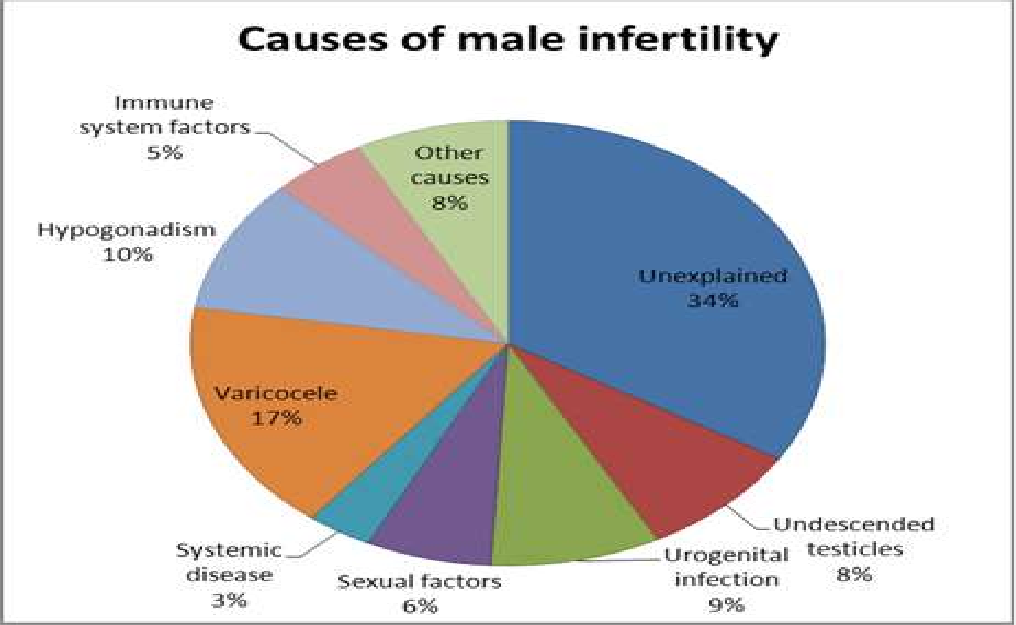 Causes of male infertility
Immune
system factors
5%
Other
causes
8%
Hypogonadism
10%
Unexplained
34%
Varicocele
17%
Undescended
testicles
8%
Urogenital
infection
9%
Systemic
disease
3%
Sexual factors
6%